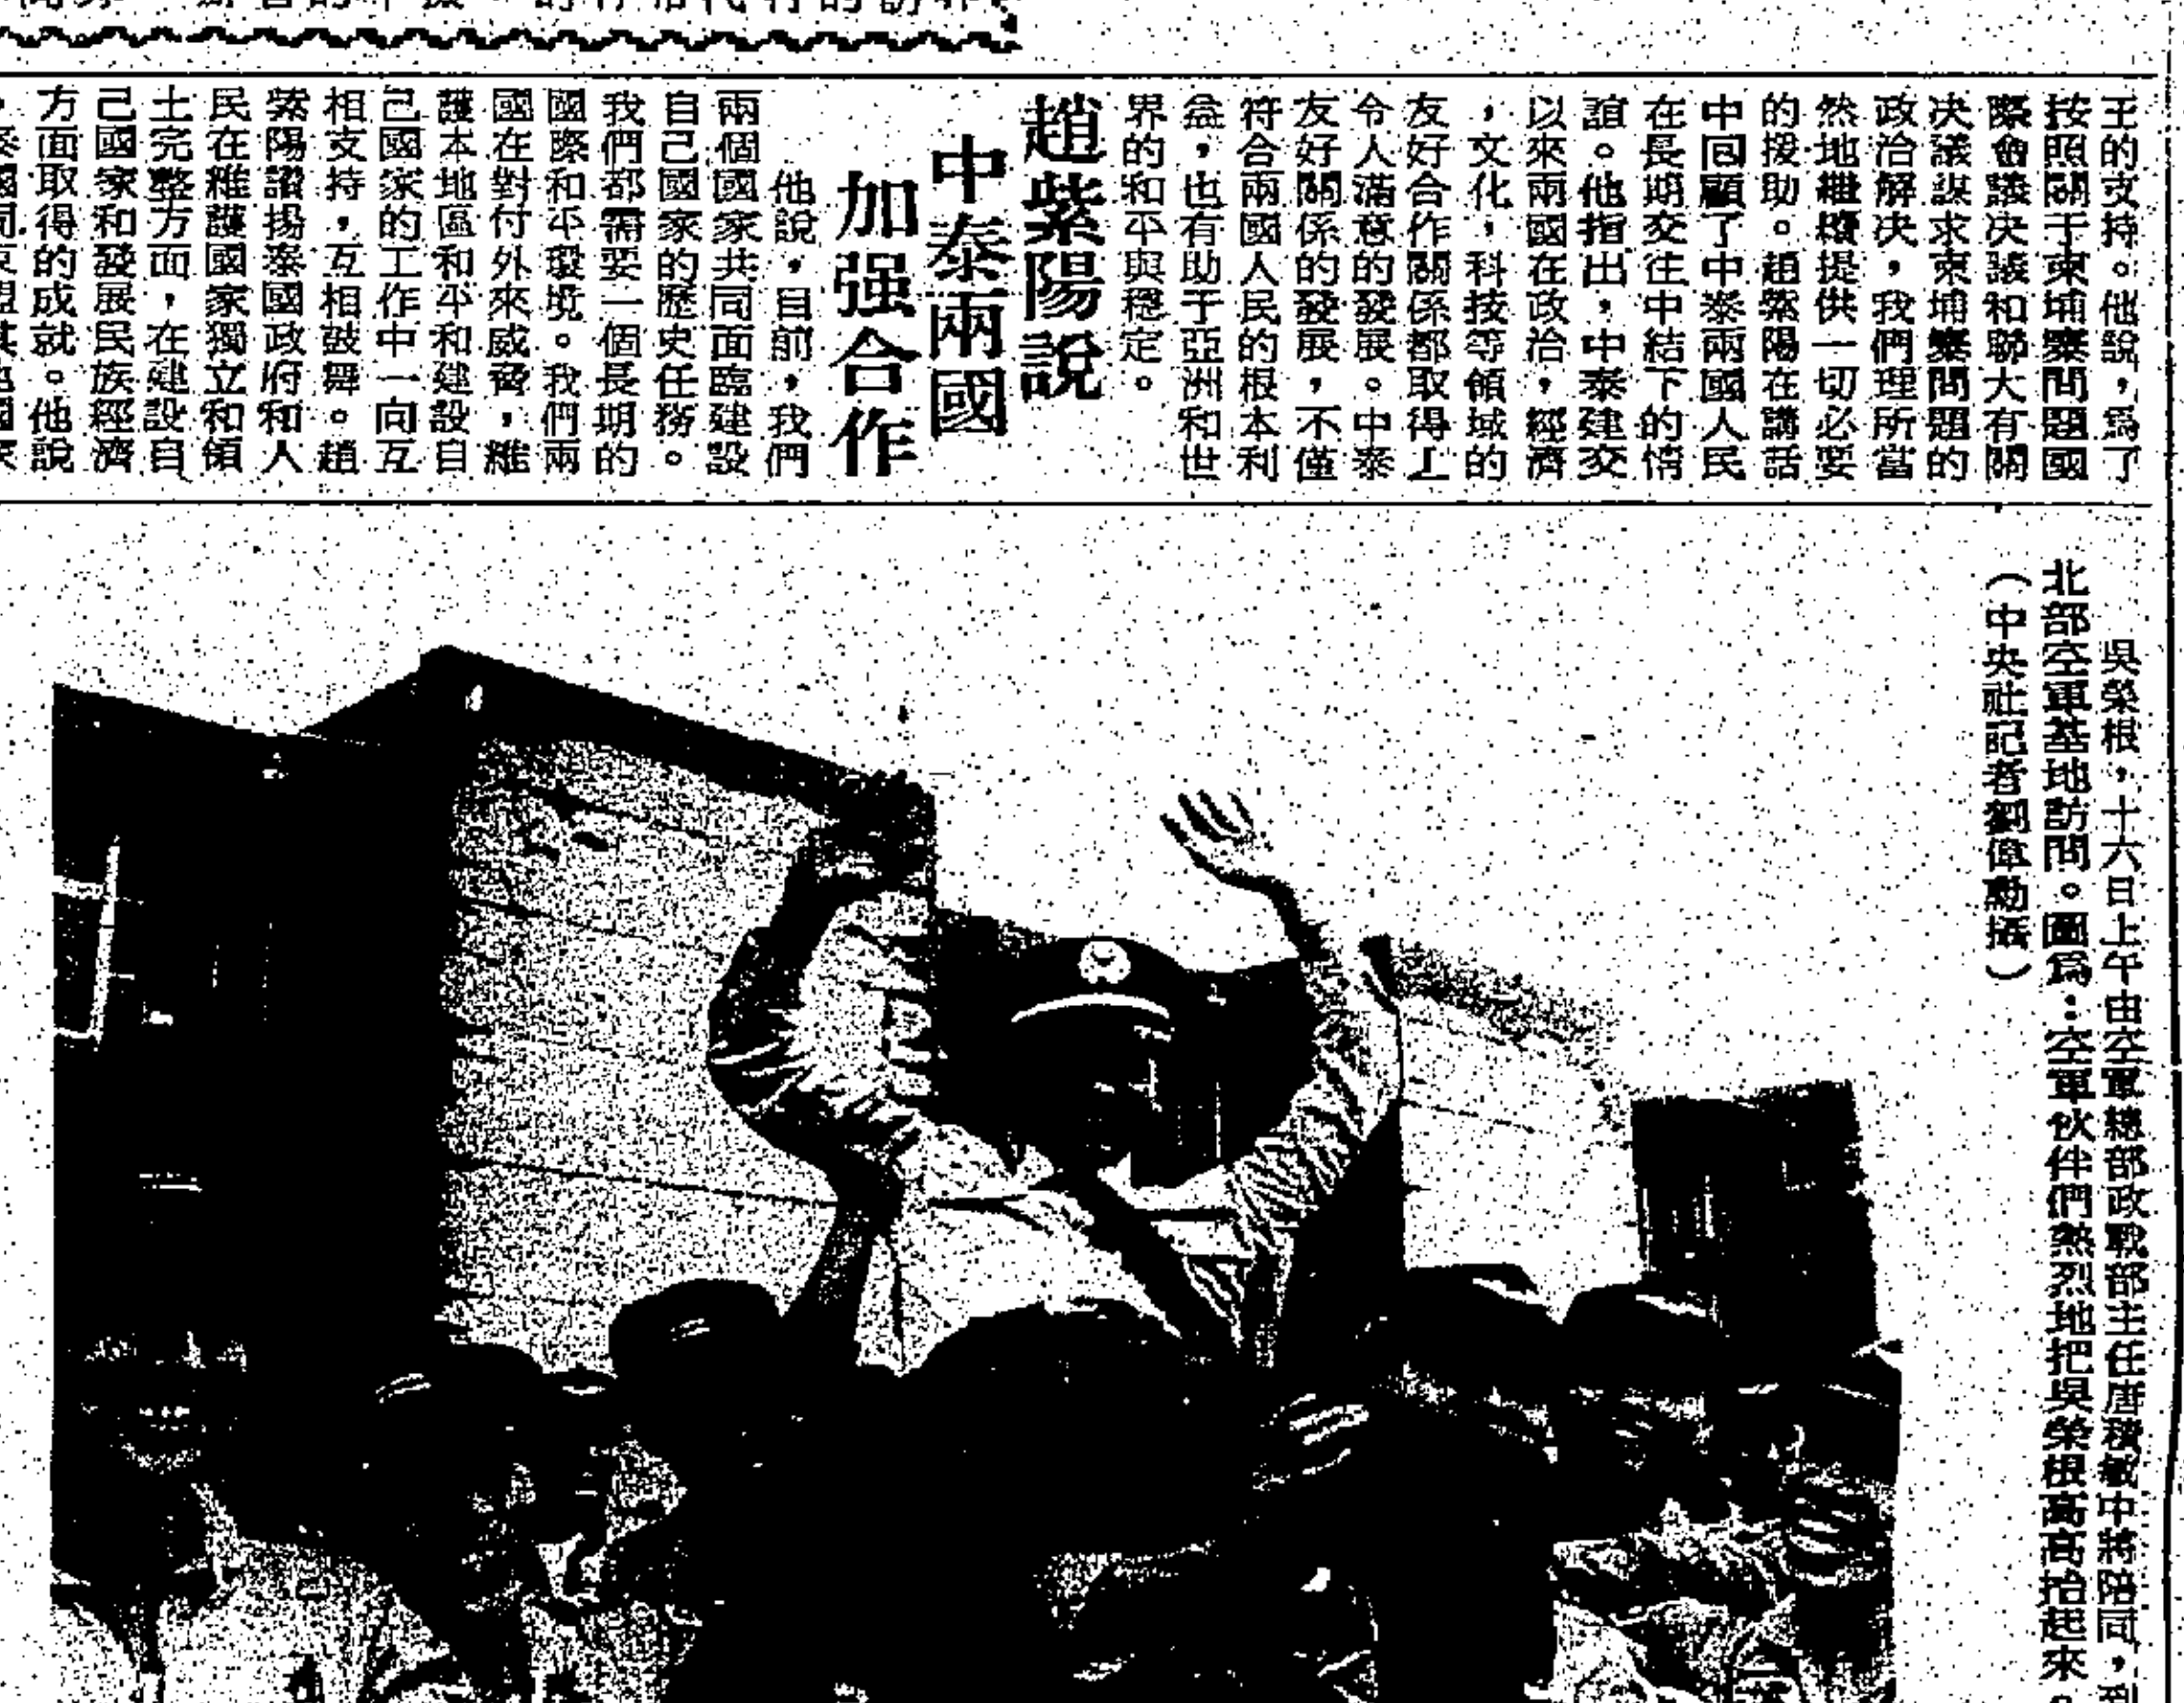 王的支持。他說，爲了
按照關于柬埔寨問題國
際會議决議和聯大有關
决議謀求柬埔寨問題的
政治解决，我們理所當
然地繼續提供一切必要
的援助。趙紫陽在講話
中回顧了中泰兩國人民
在長期交往中結下的情
誼。他指出，中泰建交
以來兩國在政治，經濟
，文化，科技等領域的
友好合作關係都取得了
令人滿意的發展。中泰
友好關係的發展，不僅
符合兩國人民的根本利
益，也有助于亞洲和世
界的和平與穩定。
趙紫陽說
中泰兩國
加强合作
他說，目前，我們
兩個國家共同面臨建設
自己國家的歷史任務。
我們都需要一個長期的
國際和平環境。我們兩
國在對付外來威脅，維
護本地區和平和建設自
己國家的工作中一向互
相支持，互相鼓舞。趙
紫陽讚揚泰國政府和人
民在維護國家獨立和領
土完整方面，在建設自
己國家和發展民族經濟
方面取得的成就。他說
吳榮根，十六日上午由空軍總部政戰部主任唐積敏中將陪同，到
北部空軍基地訪問。圖爲：空軍伙伴們熱烈地把吳榮根高高抬起來。
（中央社記者劉偉勳攝）